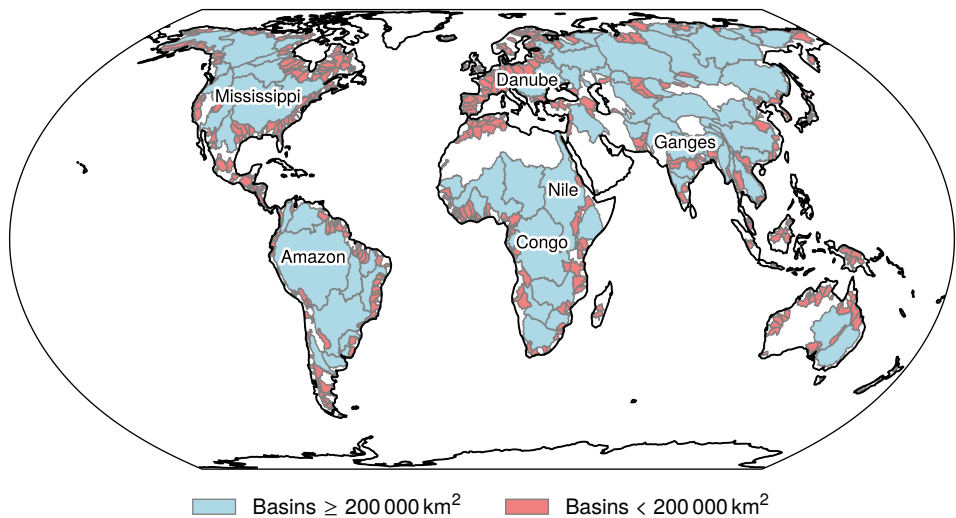 Danube
Mississippi
Ganges
Nile
Congo
Amazon
Basins ≥ 200 000 km²
Basins < 200 000 km²